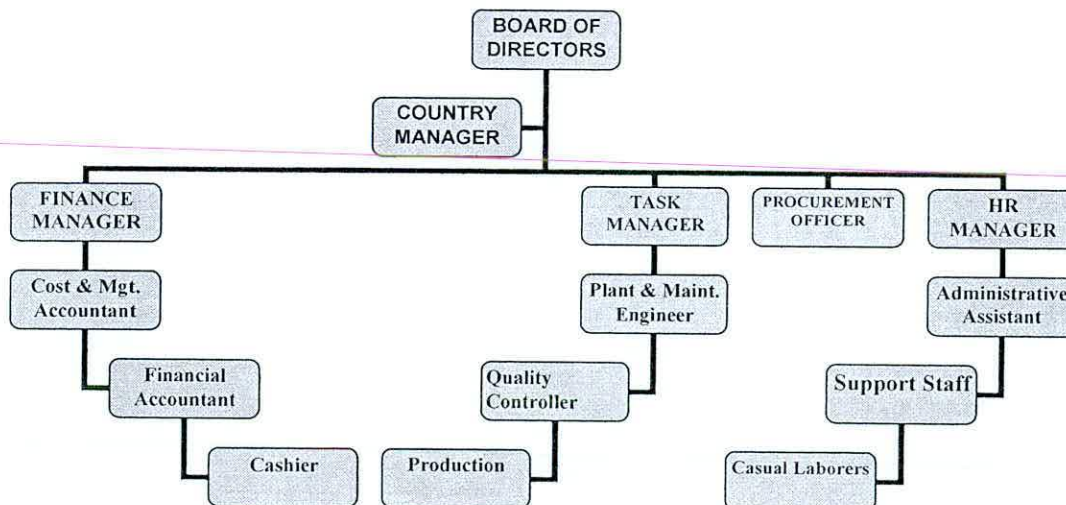 BOARD OF
DIRECTORS
COUNTRY
MANAGER
FINANCE
MANAGER
TASK
MANAGER
PROCUREMENT
OFFICER
HR
MANAGER
Cost & Mgt.
Accountant
Plant & Maint.
Engineer
Administrative
Assistant
Financial
Accountant
Quality
Controller
Support Staff
Cashier
Production
Casual Laborers